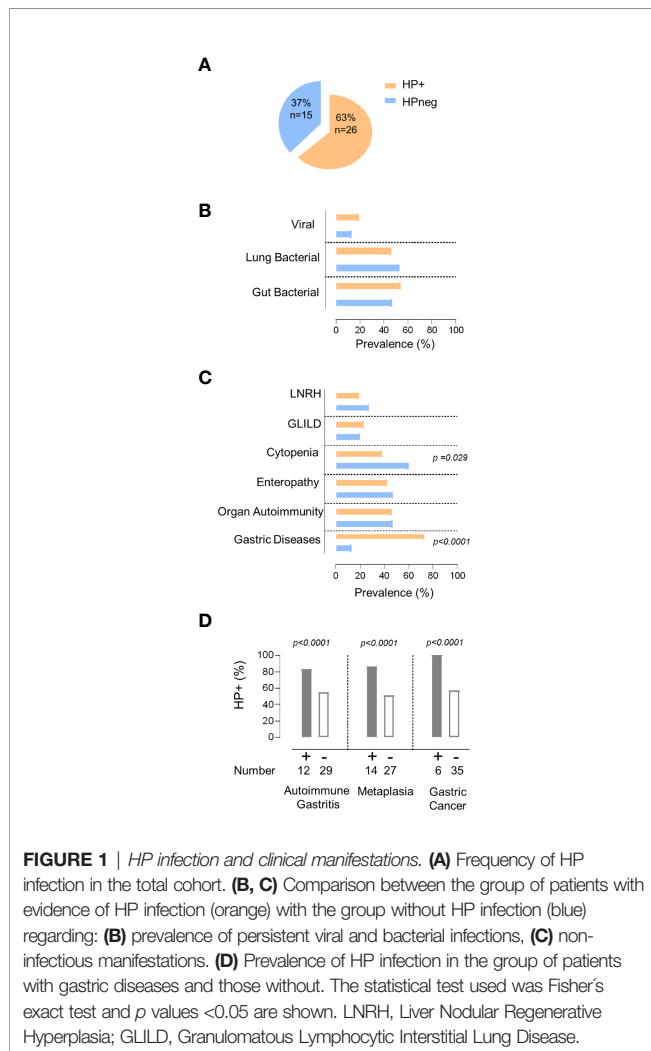 A
HP+
HPneg
37%
n=15
63%
n=26
B
Viral
Lung Bacterial
Gut Bacterial
0 20 40 60 80 100
Prevalence (%)
C
LNRH
GLILD
Cytopenia
p =0.029
Enteropathy
Organ Autoimmunity
Gastric Diseases
p<0.0001
0 20 40 60 80 100
Prevalence (%)
D
p<0.0001 p<0.0001 p<0.0001
HP+ (%)
100
80
60
40
20
0
+ - + - + -
Number 12 29 14 27 6 35
Autoimmune Metaplasia Gastric
Gastritis Cancer
FIGURE 1 | HP infection and clinical manifestations. (A) Frequency of HP
infection in the total cohort. (B, C) Comparison between the group of patients with
evidence of HP infection (orange) with the group without HP infection (blue)
regarding: (B) prevalence of persistent viral and bacterial infections, (C) non-
infectious manifestations. (D) Prevalence of HP infection in the group of patients
with gastric diseases and those without. The statistical test used was Fisher´s
exact test and p values <0.05 are shown. LNRH, Liver Nodular Regenerative
Hyperplasia; GLILD, Granulomatous Lymphocytic Interstitial Lung Disease.